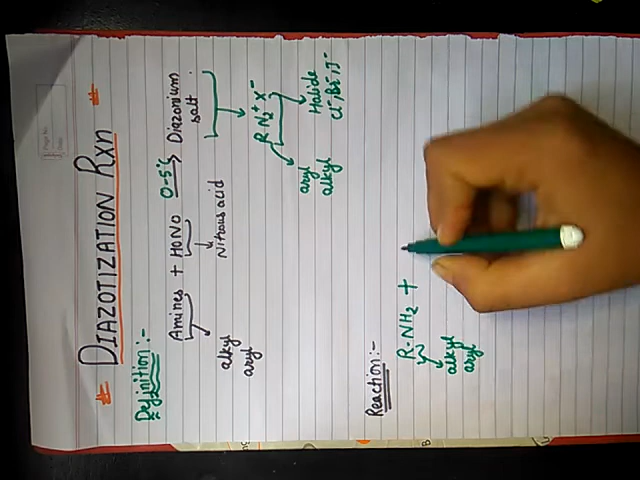 # DIAZOTIZATION Rxn #
Definition:-
Amines + HONO 0-5°C Diazonium salt.
alkyl
aryl
Nitrous acid
R N2+ X-
aryl
alkyl
Halide
Cl-, Br-, I-
Reaction:-
R-NH2 +
alkyl
aryl